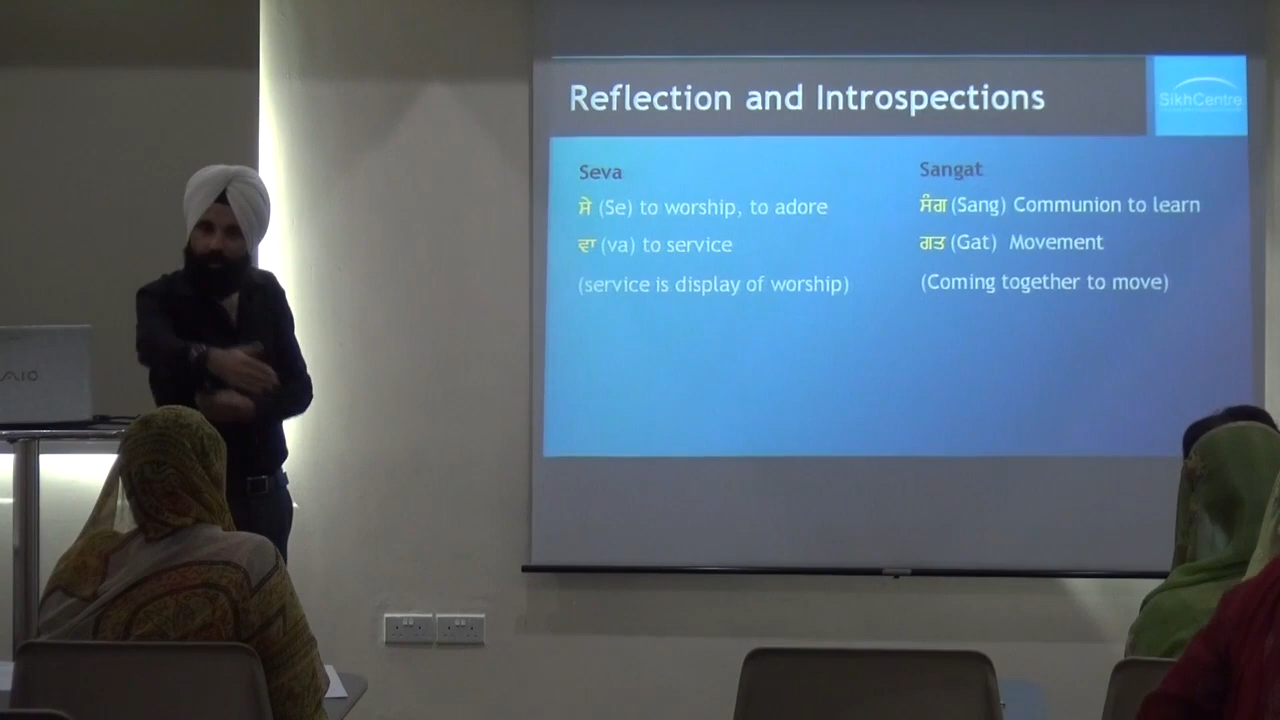 Reflection and Introspections
SikhCentre
Seva
ਸੇ (Se) to worship, to adore
ਵਾ (va) to service
(service is display of worship)
Sangat
ਸੰਗ (Sang) Communion to learn
ਗਤ (Gat) Movement
(Coming together to move)
VAIO